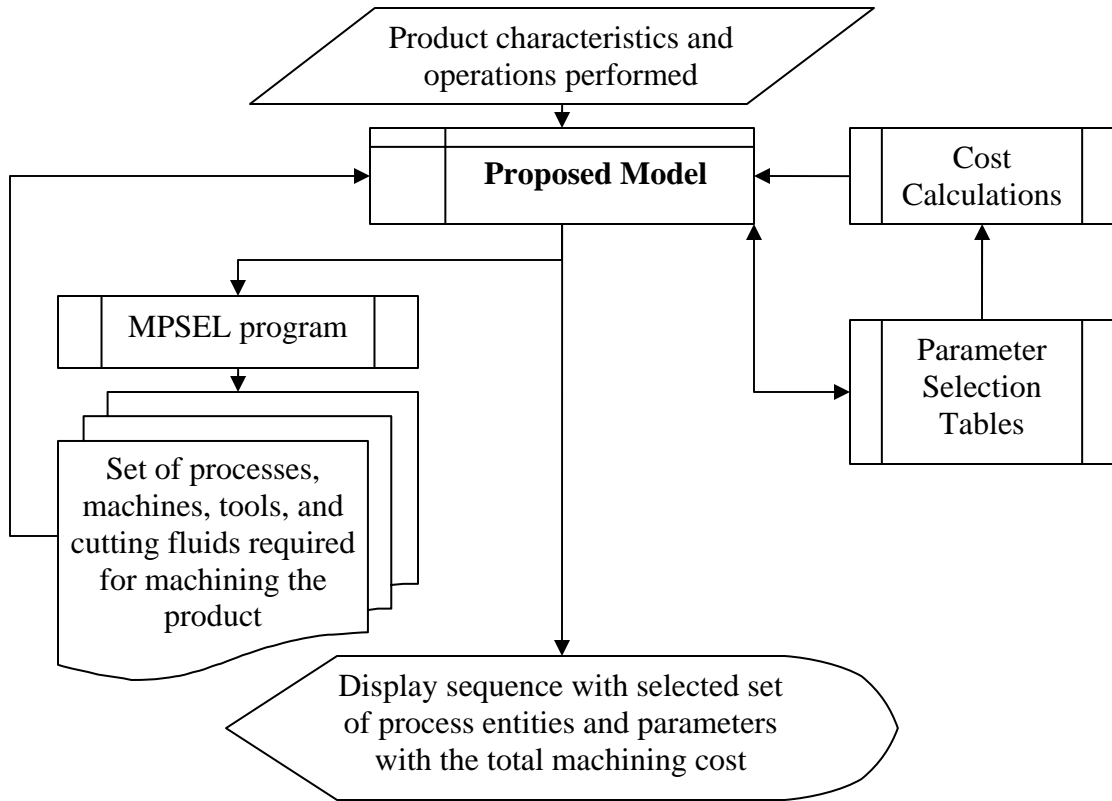 Product characteristics and
operations performed
Proposed Model
Cost
Calculations
MPSEL program
Parameter
Selection
Tables
Set of processes,
machines, tools, and
cutting fluids required
for machining the
product
Display sequence with selected set
of process entities and parameters
with the total machining cost